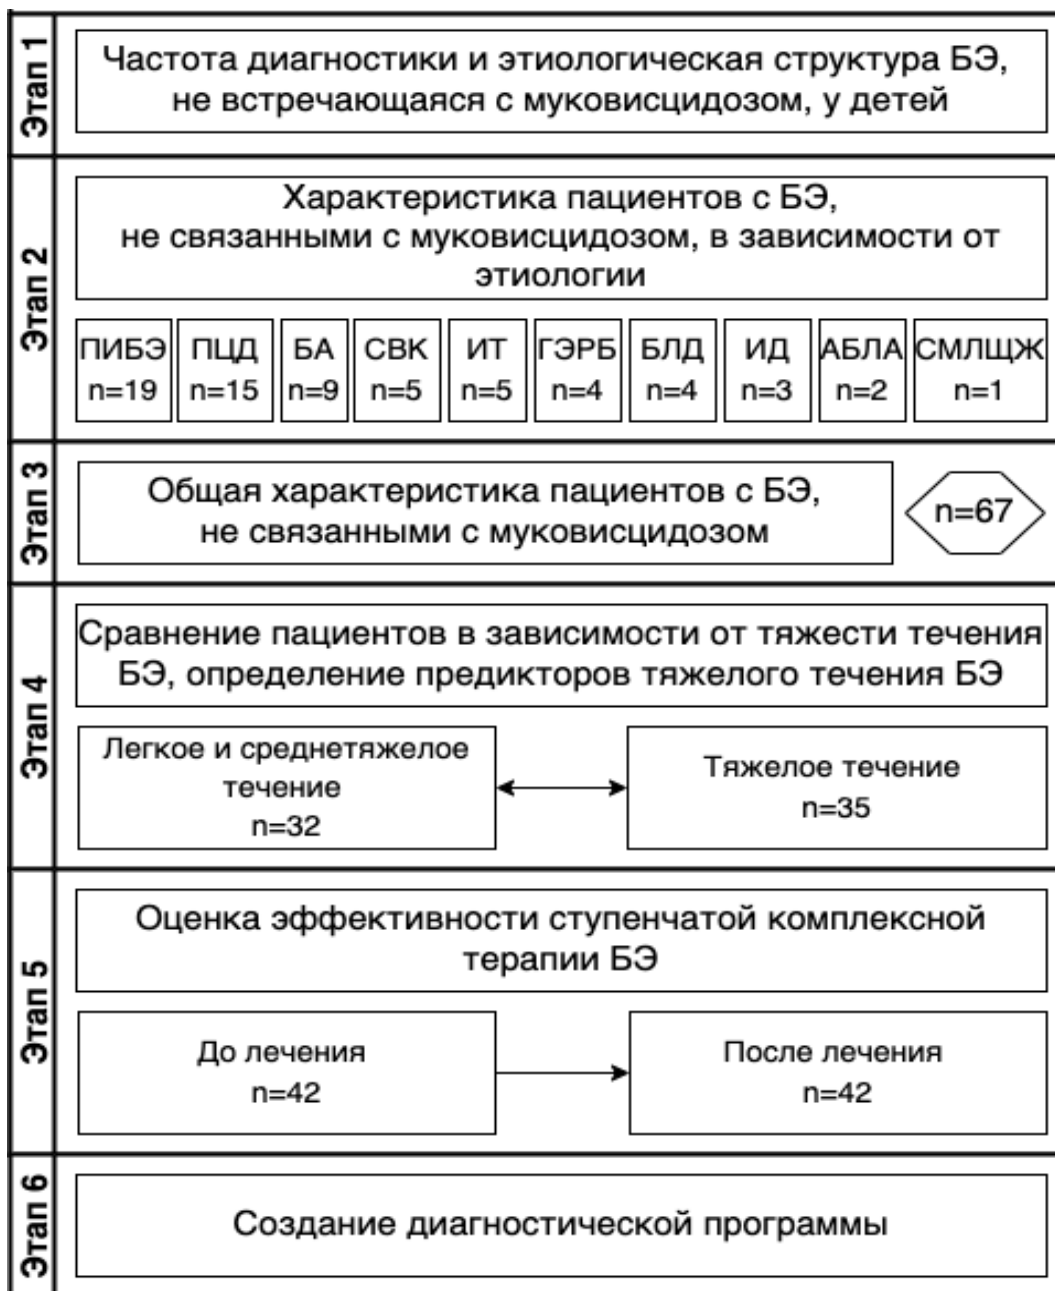 Этап 1
Частота диагностики и этиологическая структура БЭ,
не встречающаяся с муковисцидозом, у детей
Этап 2
Характеристика пациентов с БЭ,
не связанными с муковисцидозом, в зависимости от
этиологии
ПИБЭ ПЦД БА СВК ИТ ГЭРБ БЛД ИД АБЛА СМЛЩЖ
n=19 n=15 n=9 n=5 n=5 n=4 n=4 n=3 n=2 n=1
Этап 3
Общая характеристика пациентов с БЭ,
не связанными с муковисцидозом
n=67
Этап 4
Сравнение пациентов в зависимости от тяжести течения
БЭ, определение предикторов тяжелого течения БЭ
Легкое и среднетяжелое
течение
n=32
Тяжелое течение
n=35
Этап 5
Оценка эффективности ступенчатой комплексной
терапии БЭ
До лечения
n=42
После лечения
n=42
Этап 6
Создание диагностической программы